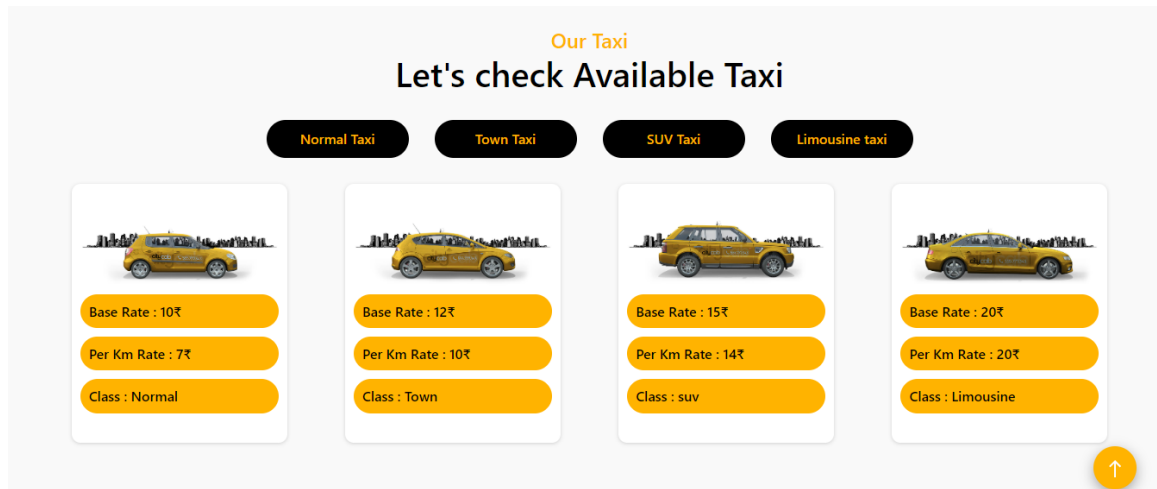 Our Taxi
Let's check Available Taxi
Normal Taxi
Town Taxi
SUV Taxi
Limousine taxi
Base Rate : 10₹
Per Km Rate : 7₹
Class : Normal
Base Rate : 12₹
Per Km Rate : 10₹
Class : Town
Base Rate : 15₹
Per Km Rate : 14₹
Class : suv
Base Rate : 20₹
Per Km Rate : 20₹
Class : Limousine